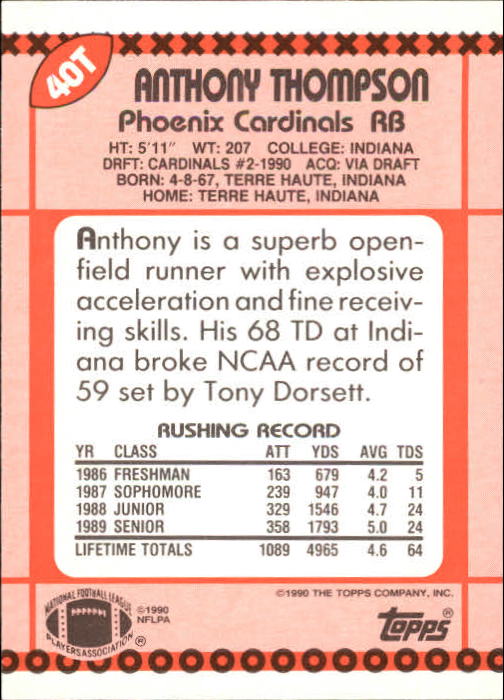 40T
ANTHONY THOMPSON
Phoenix Cardinals RB
HT: 5'11" WT: 207 COLLEGE: INDIANA
DRFT: CARDINALS #2-1990 ACQ: VIA DRAFT
BORN: 4-8-67, TERRE HAUTE, INDIANA
HOME: TERRE HAUTE, INDIANA
Anthony is a superb open-
field runner with explosive
acceleration and fine receiv-
ing skills. His 68 TD at Indi-
ana broke NCAA record of
59 set by Tony Dorsett.
RUSHING RECORD
YR CLASS ATT YDS AVG TDS
1986 FRESHMAN 163 679 4.2 5
1987 SOPHOMORE 239 947 4.0 11
1988 JUNIOR 329 1546 4.7 24
1989 SENIOR 358 1793 5.0 24
LIFETIME TOTALS 1089 4965 4.6 64
©1990 THE TOPPS COMPANY, INC.
NATIONAL FOOTBALL LEAGUE
PLAYERS ASSOCIATION ®
©1990
NFLPA
topps ®